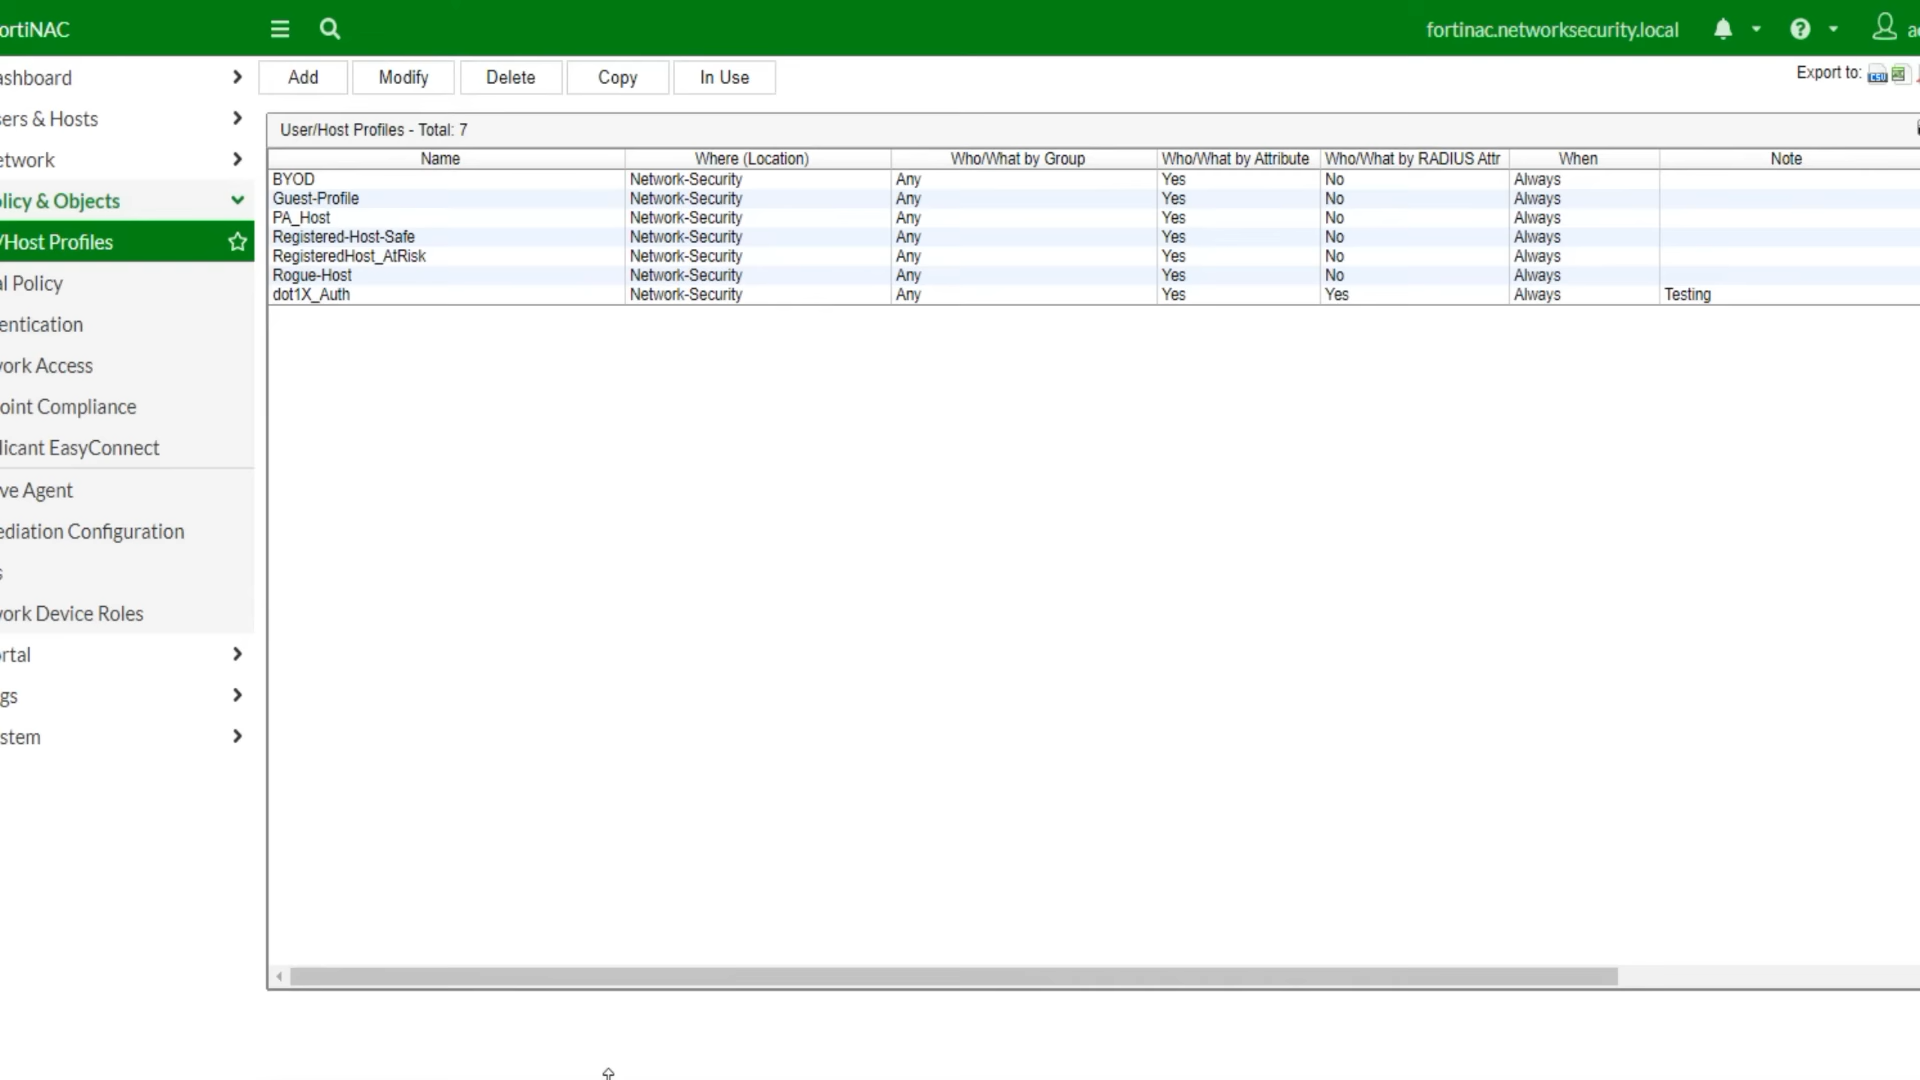 ortiNAC
fortinac.networksecurity.local
ashboard
Add
Modify
Delete
Copy
In Use
Export to:
sers & Hosts
etwork
olicy & Objects
/Host Profiles
al Policy
entication
ork Access
oint Compliance
licant EasyConnect
ve Agent
ediation Configuration
s
ork Device Roles
ortal
gs
stem
User/Host Profiles - Total: 7
Name Where (Location) Who/What by Group Who/What by Attribute Who/What by RADIUS Attr When Note
BYOD Network-Security Any Yes No Always
Guest-Profile Network-Security Any Yes No Always
PA_Host Network-Security Any Yes No Always
Registered-Host-Safe Network-Security Any Yes No Always
RegisteredHost_AtRisk Network-Security Any Yes No Always
Rogue-Host Network-Security Any Yes No Always
dot1X_Auth Network-Security Any Yes Yes Always Testing